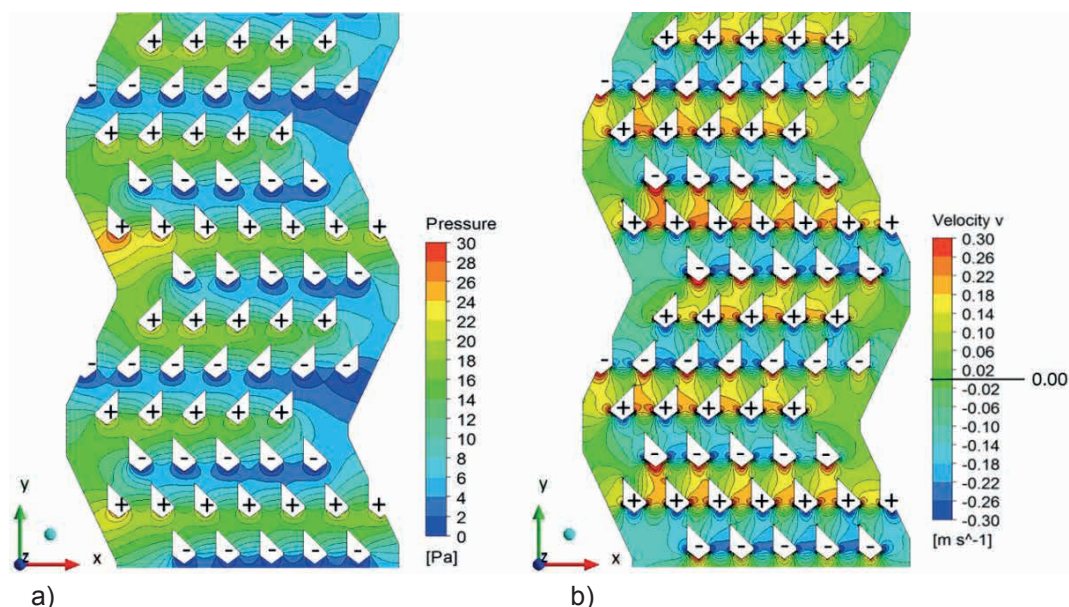 + + + + +
- - - - - - -
+ + + + +
- - - - -
+ + + + + + +
- - - - -
+ + + + +
- - - - - - -
+ + + + +
- - - - -
+ + + + + + +
- - - - -
Pressure
30
28
26
24
22
20
18
16
14
12
10
8
6
4
2
0
[Pa]
y
z
x
a)
+ + + + +
- - - - - - -
+ + + + +
- - - - -
+ + + + + + +
- - - - -
+ + + + +
- - - - - - -
+ + + + +
- - - - -
+ + + + + + +
- - - - -
Velocity v
0.30
0.26
0.22
0.18
0.14
0.10
0.06
0.02
0.00
-0.02
-0.06
-0.10
-0.14
-0.18
-0.22
-0.26
-0.30
[m s^-1]
y
z
x
b)